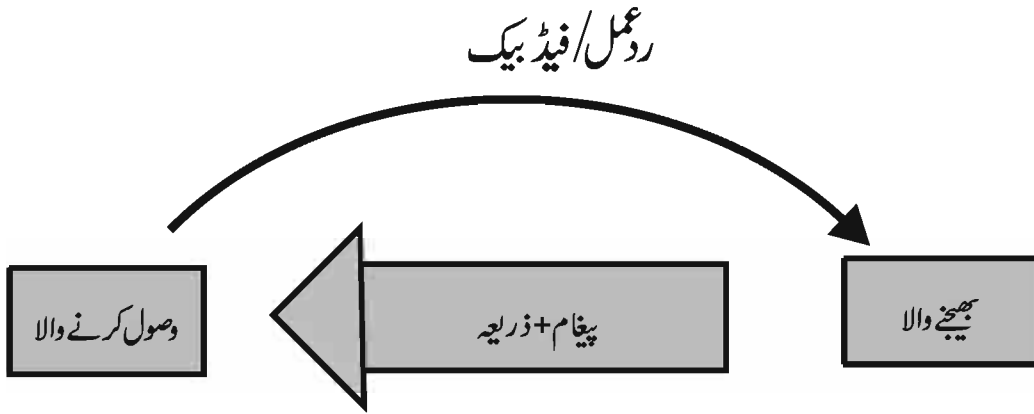 ردعمل/فیڈ بیک
بھیجنے والا
پیغام+ذریعہ
وصول کرنے والا